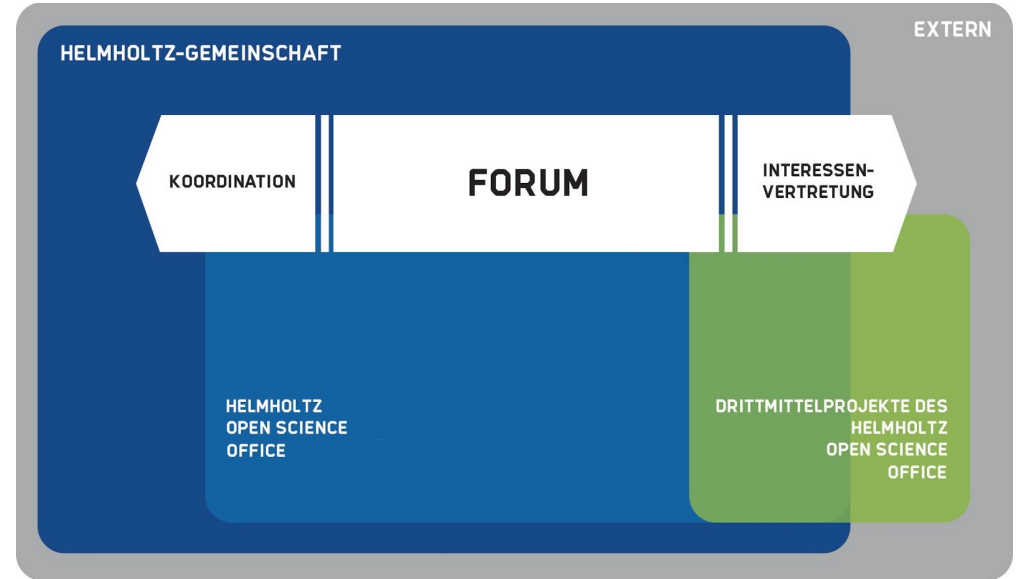 EXTERN
HELMHOLTZ-GEMEINSCHAFT
KOORDINATION
FORUM
INTERESSEN-
VERTRETUNG
HELMHOLTZ
OPEN SCIENCE
OFFICE
DRITTMITTELPROJEKTE DES
HELMHOLTZ
OPEN SCIENCE
OFFICE